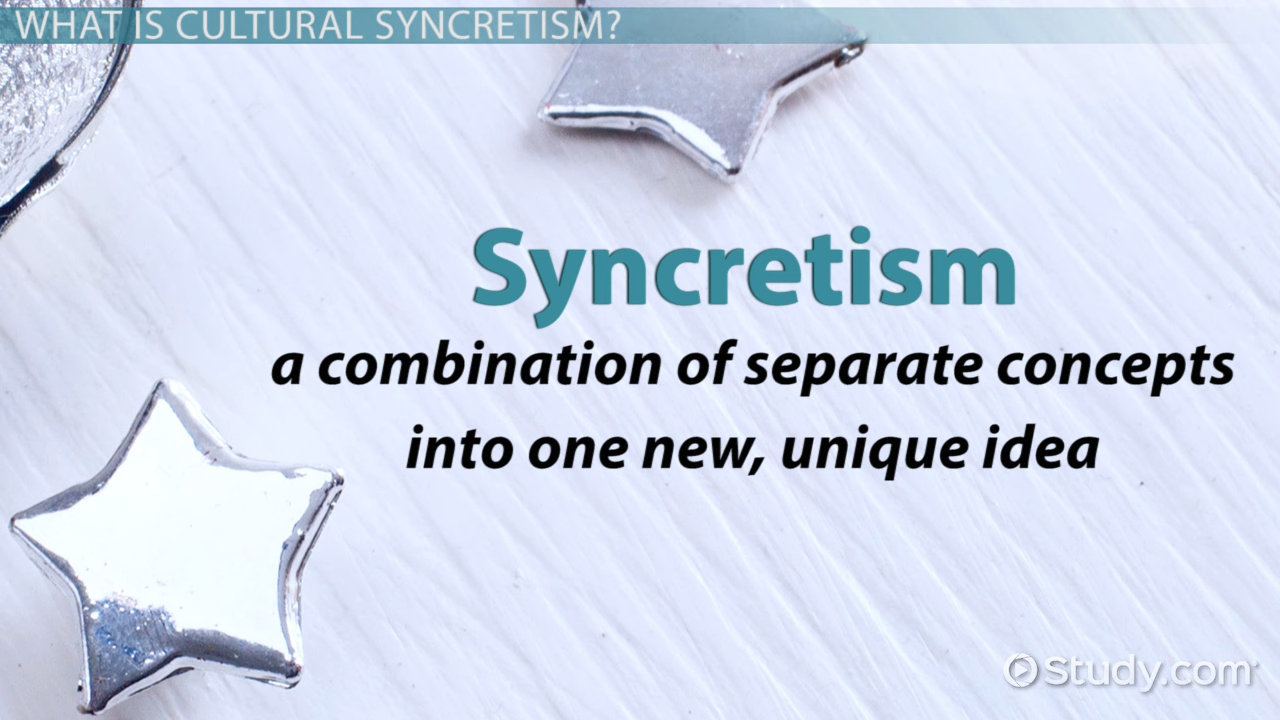 WHAT IS CULTURAL SYNCRETISM?
Syncretism
a combination of separate concepts
into one new, unique idea
Study.com